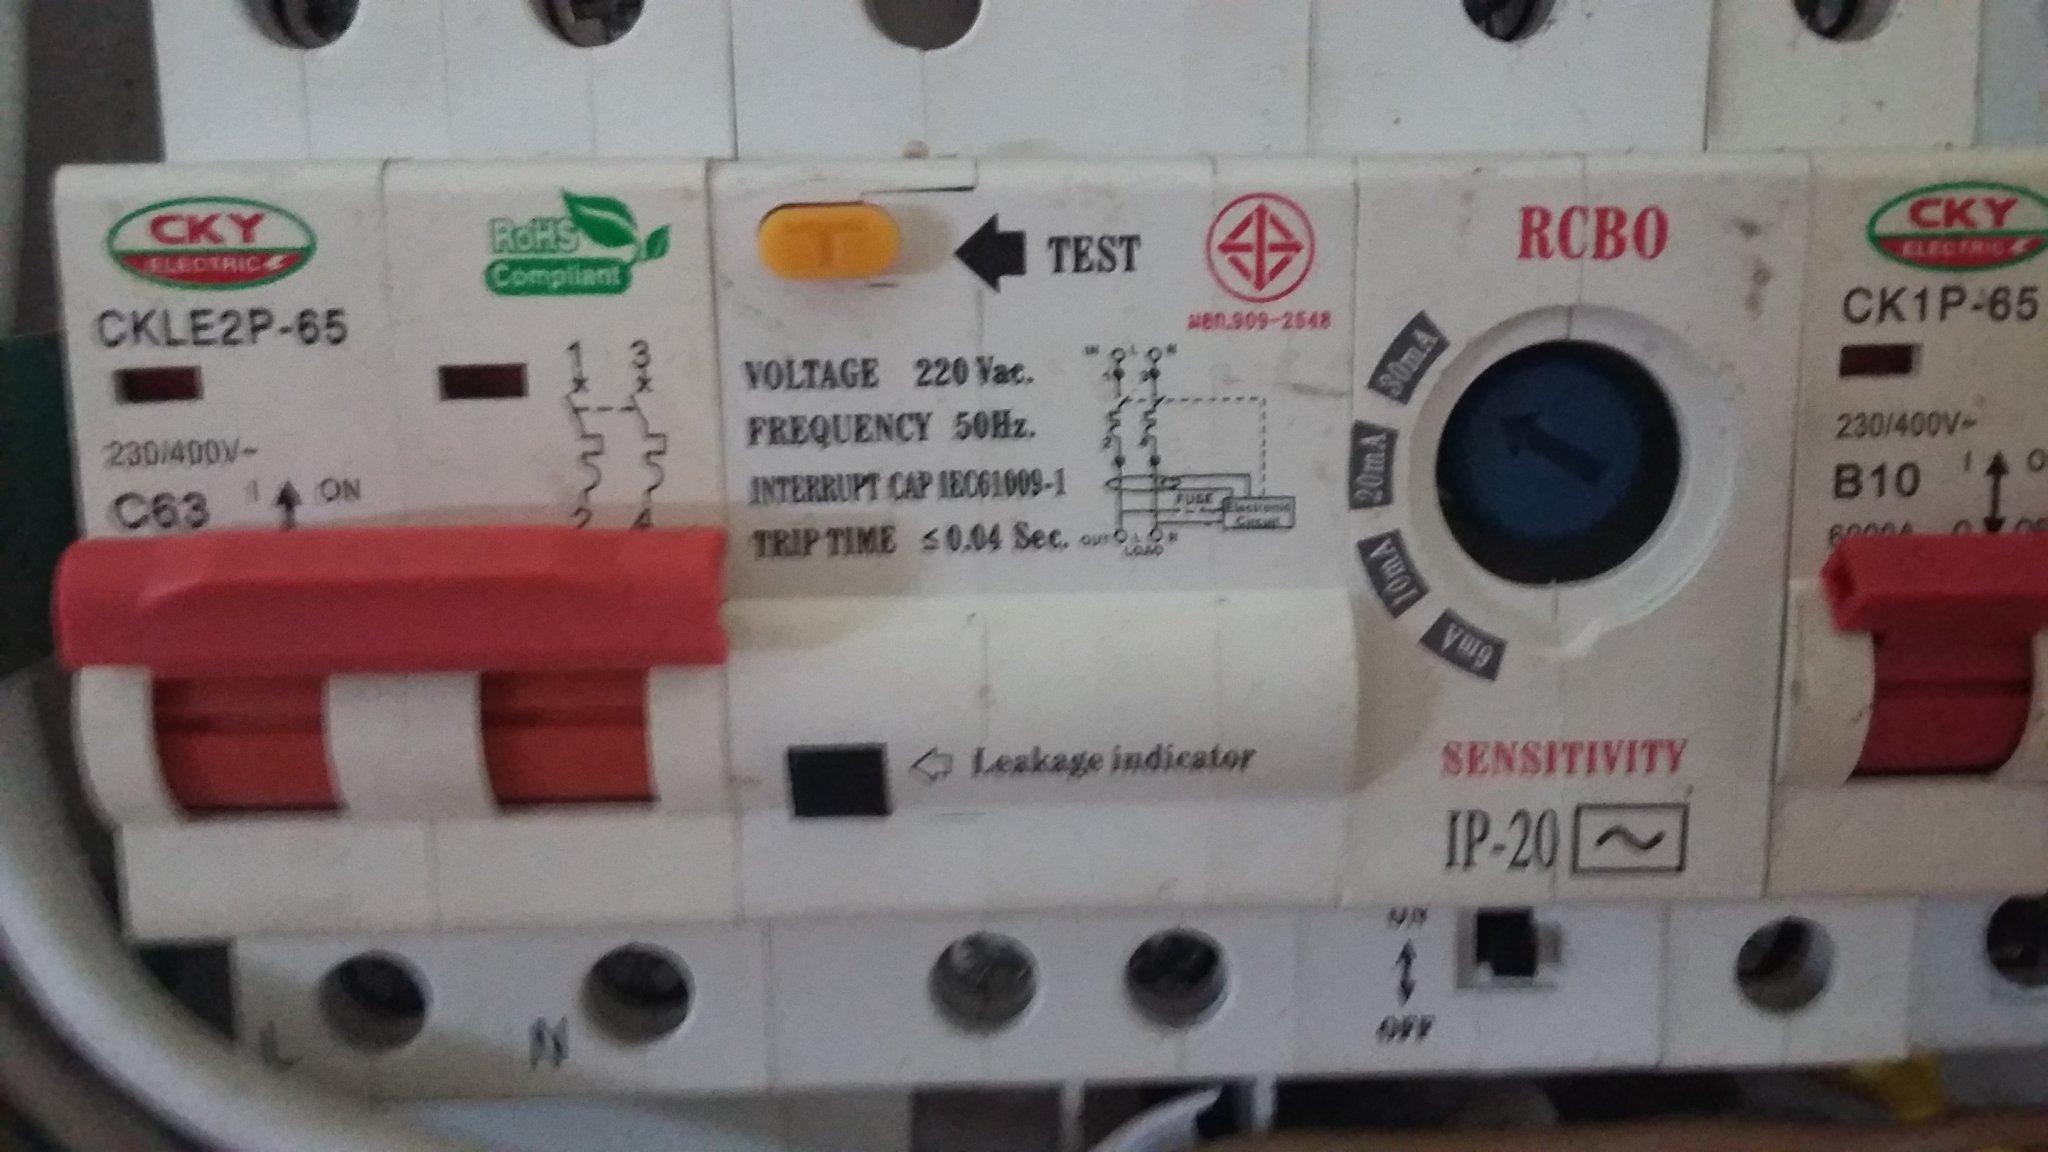 CKY
ELECTRIC
CKLE2P-65
230/400V~
C63
I ON
RoHS
Compliant
1 3
2 4
T
TEST
มอก.909-2548
VOLTAGE 220 Vac.
FREQUENCY 50Hz.
INTERRUPT CAP IEC61009-1
TRIP TIME ≤ 0.04 Sec.
IN L N
FUSE
Electronic
Circuit
OUT L N
LOAD
Leakage indicator
RCBO
30mA
20mA
10mA
6mA
SENSITIVITY
IP-20
CKY
ELECTRIC
CK1P-65
230/400V~
B10
I O
6000A
L
N
ON
OFF